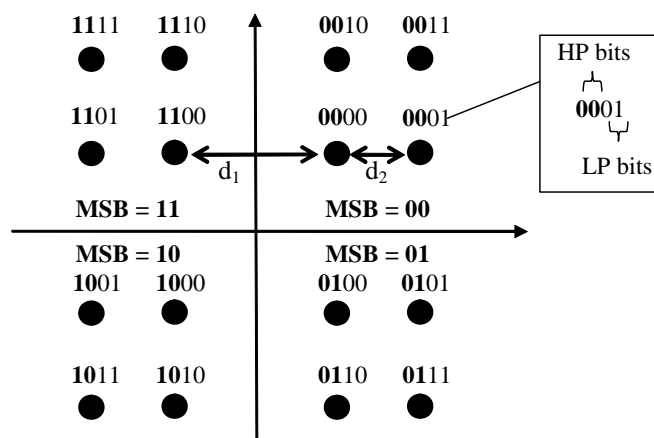 1111 1110 0010 0011
HP bits
1101 1100 0000 0001
0001
d1 d2
LP bits
MSB = 11 MSB = 00
MSB = 10 MSB = 01
1001 1000 0100 0101
1011 1010 0110 0111